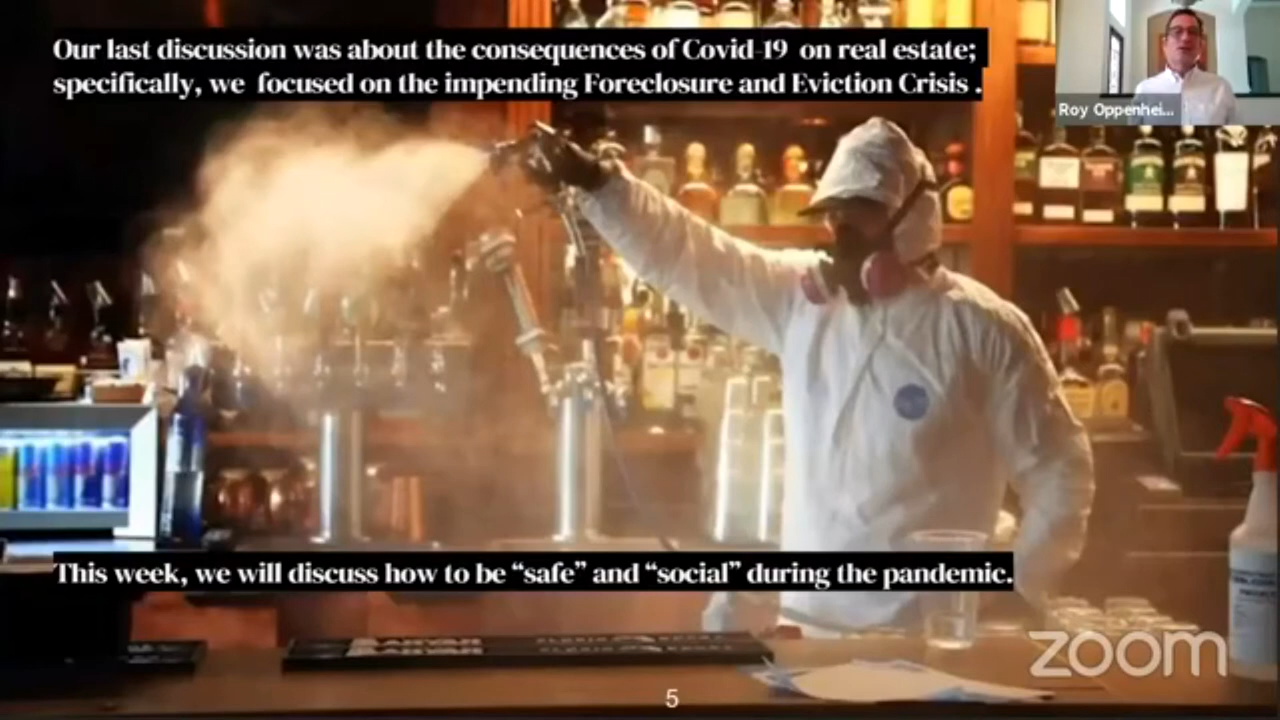 Our last discussion was about the consequences of Covid-19 on real estate;
specifically, we focused on the impending Foreclosure and Eviction Crisis .
Roy Oppenhei...
This week, we will discuss how to be “safe” and “social” during the pandemic.
zoom
5